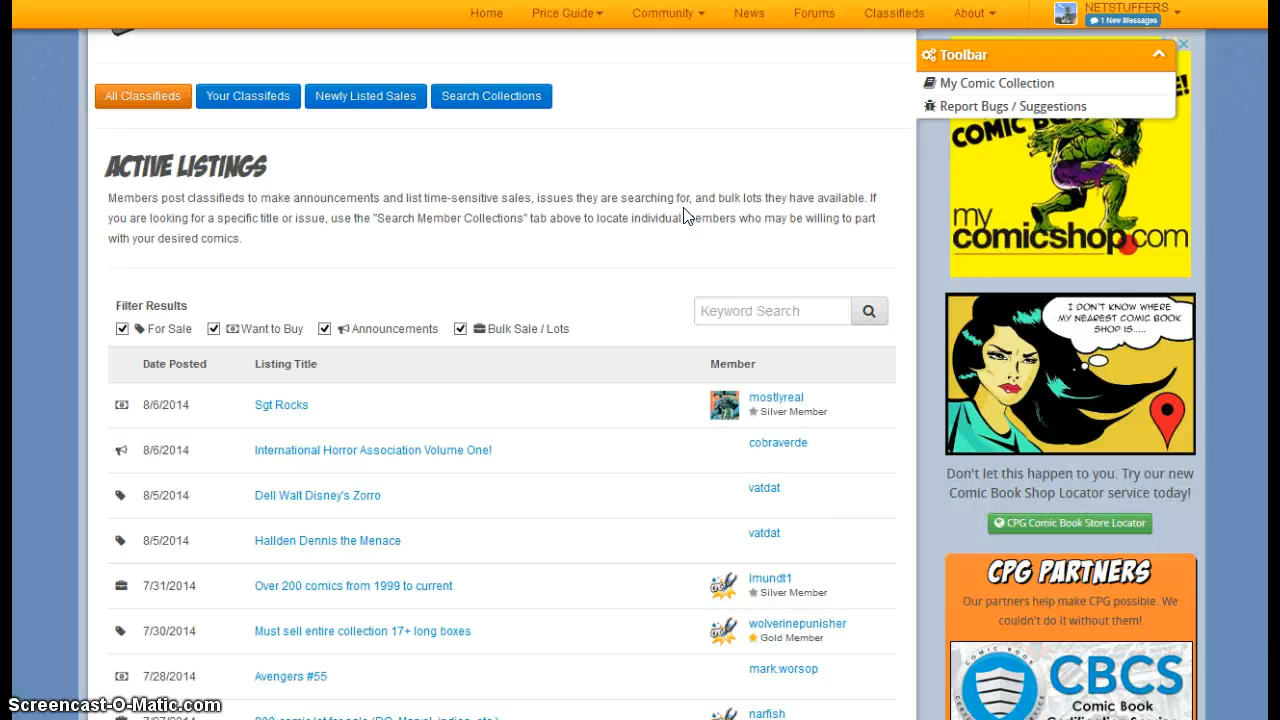 Home Price Guide Community News Forums Classifieds About NETSTUFFERS
1 New Messages
Toolbar
My Comic Collection
Report Bugs / Suggestions
All Classifieds Your Classifeds Newly Listed Sales Search Collections
ACTIVE LISTINGS
Members post classifieds to make announcements and list time-sensitive sales, issues they are searching for, and bulk lots they have available. If
you are looking for a specific title or issue, use the "Search Member Collections" tab above to locate individual members who may be willing to part
with your desired comics.
Filter Results
For Sale Want to Buy Announcements Bulk Sale / Lots
Keyword Search
Date Posted Listing Title Member
8/6/2014 Sgt Rocks mostlyreal
Silver Member
8/6/2014 International Horror Association Volume One! cobraverde
8/5/2014 Dell Walt Disney's Zorro vatdat
8/5/2014 Hallden Dennis the Menace vatdat
7/31/2014 Over 200 comics from 1999 to current lmundt1
Silver Member
7/30/2014 Must sell entire collection 17+ long boxes wolverinepunisher
Gold Member
7/28/2014 Avengers #55 mark.worsop
narfish
COMIC
my
comicshop.com
I DON'T KNOW WHERE
MY NEAREST COMIC BOOK
SHOP IS.....
Don't let this happen to you. Try our new
Comic Book Shop Locator service today!
CPG Comic Book Store Locator
CPG PARTNERS
Our partners help make CPG possible. We
couldn't do it without them!
CBCS
Comic Book
Screencast-O-Matic.com